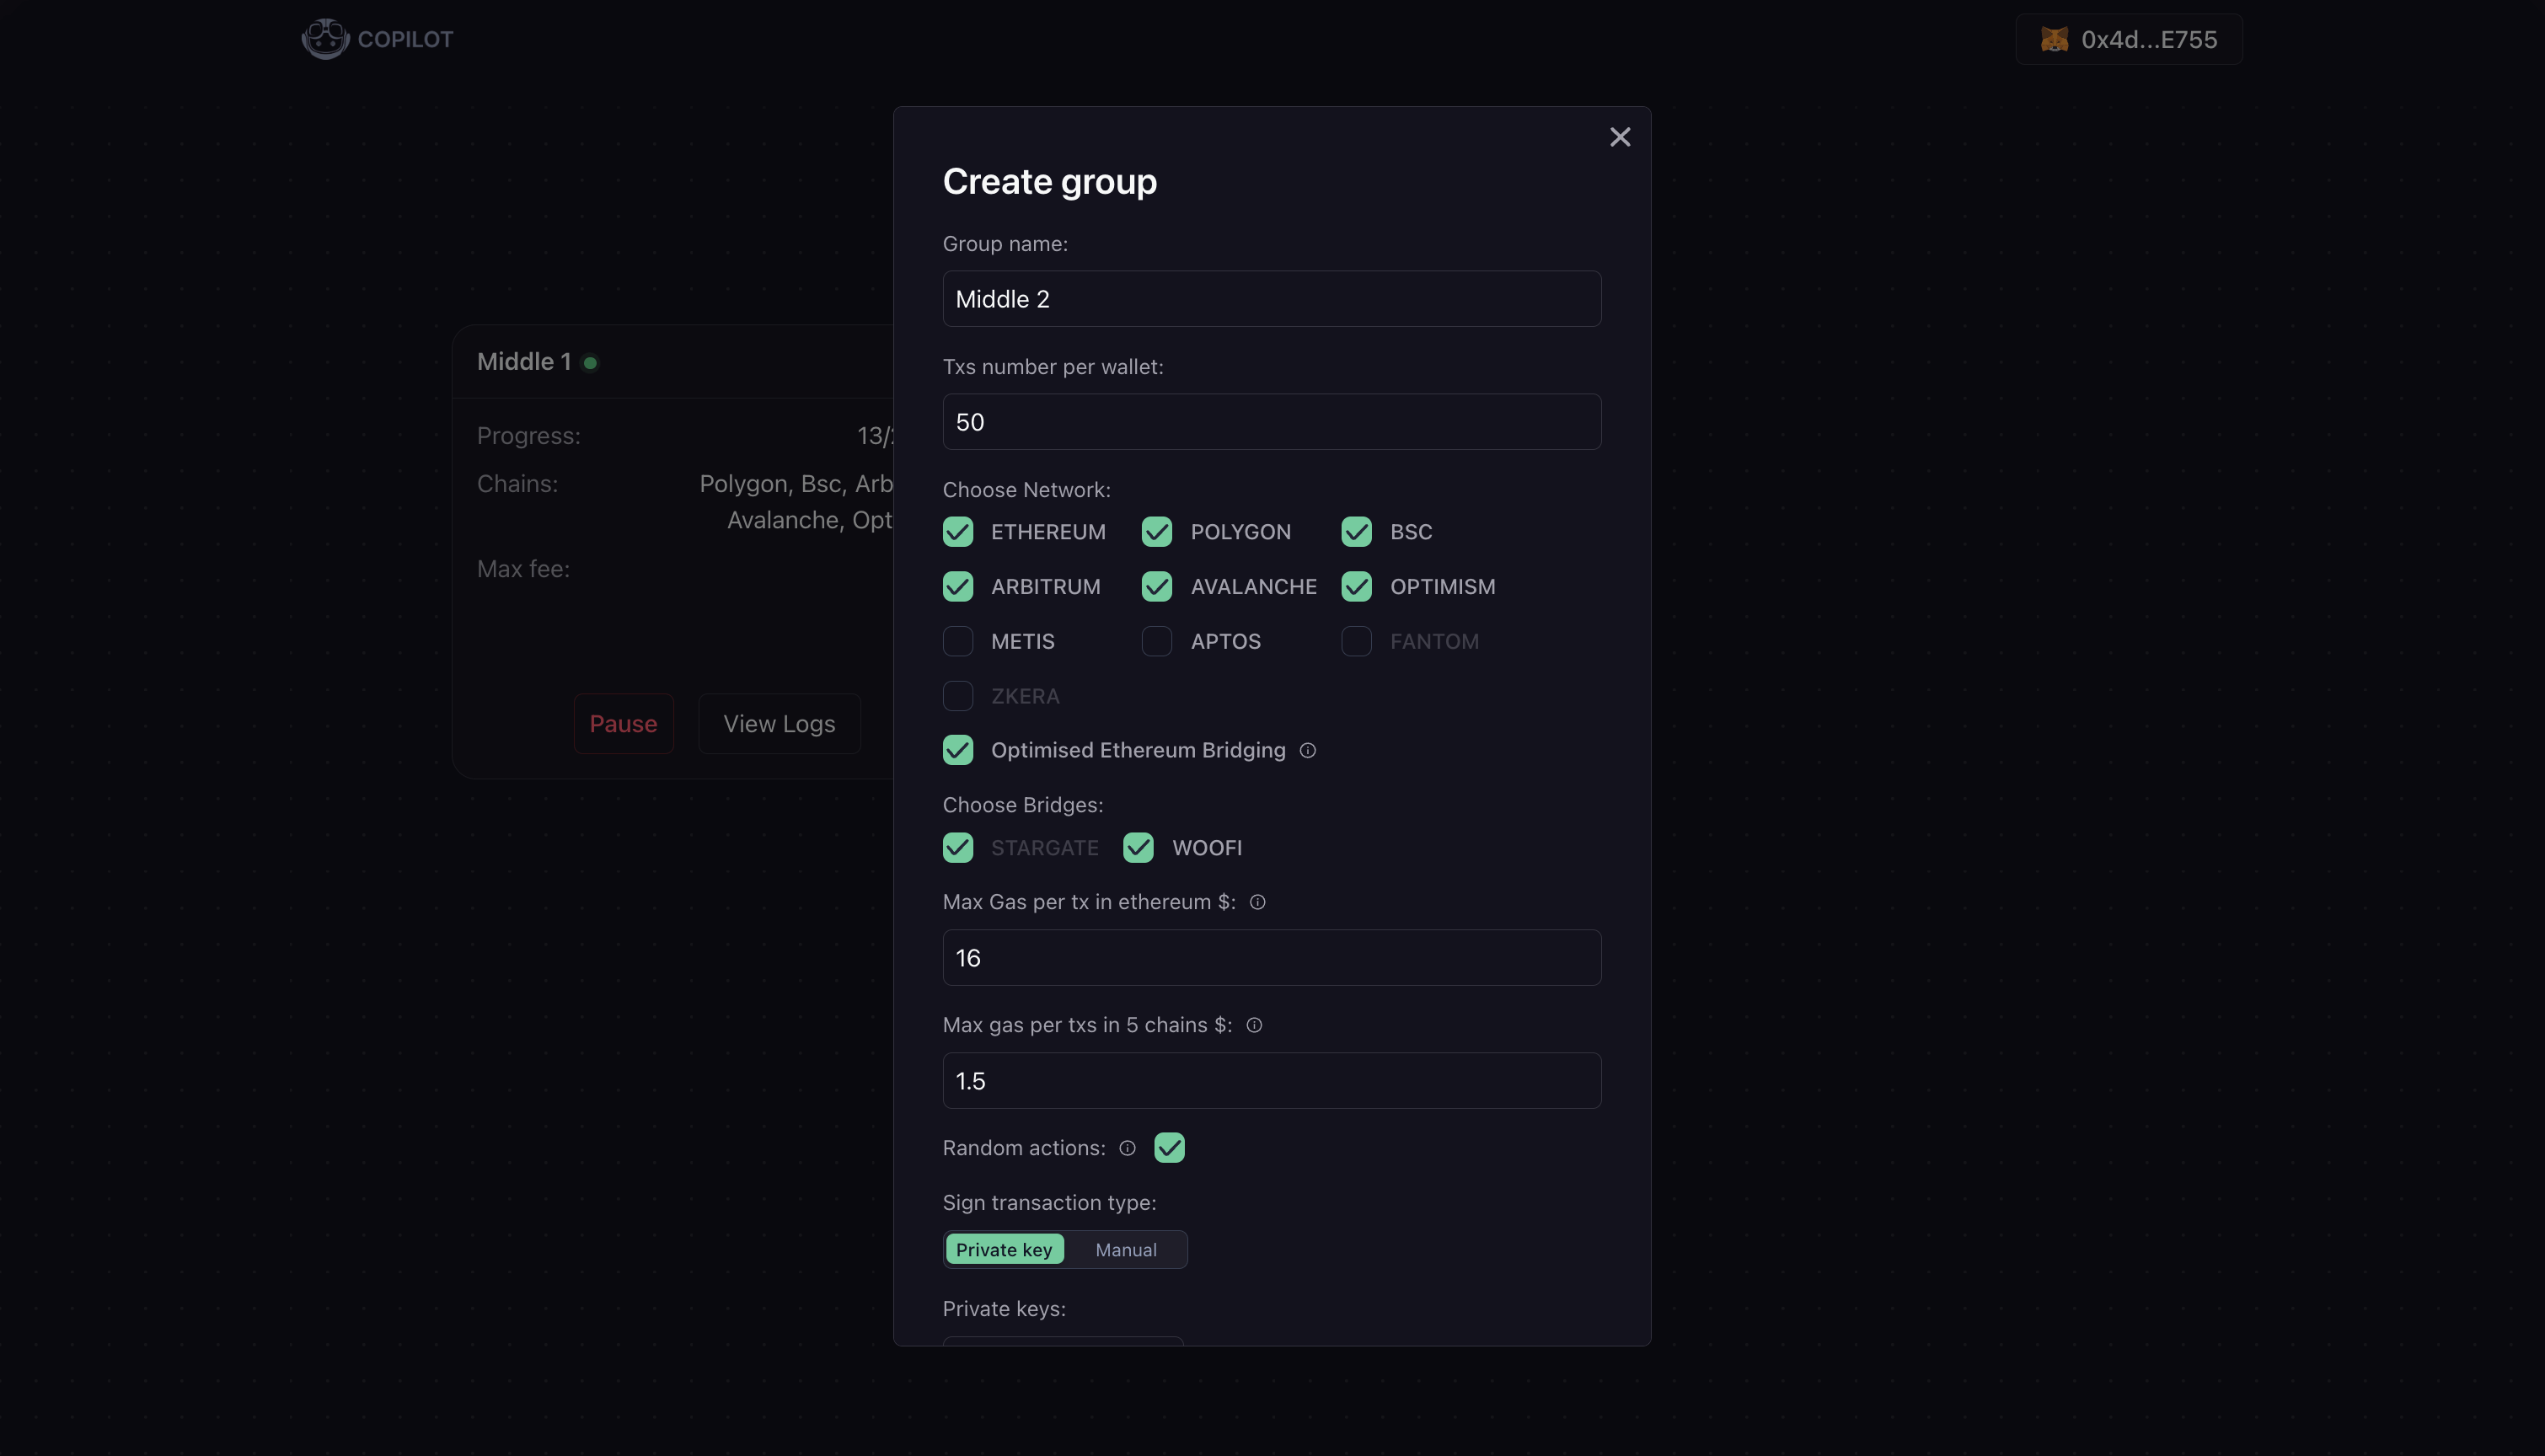 COPILOT
0x4d...E755
Create group
Group name:
Middle 2
Txs number per wallet:
50
Choose Network:
ETHEREUM POLYGON BSC
ARBITRUM AVALANCHE OPTIMISM
METIS APTOS FANTOM
ZKERA
Optimised Ethereum Bridging
Choose Bridges:
STARGATE WOOFI
Max Gas per tx in ethereum $:
16
Max gas per txs in 5 chains $:
1.5
Random actions:
Sign transaction type:
Private key Manual
Private keys:
Middle 1
Progress: 13/
Chains: Polygon, Bsc, Arb
Avalanche, Opt
Max fee:
Pause View Logs